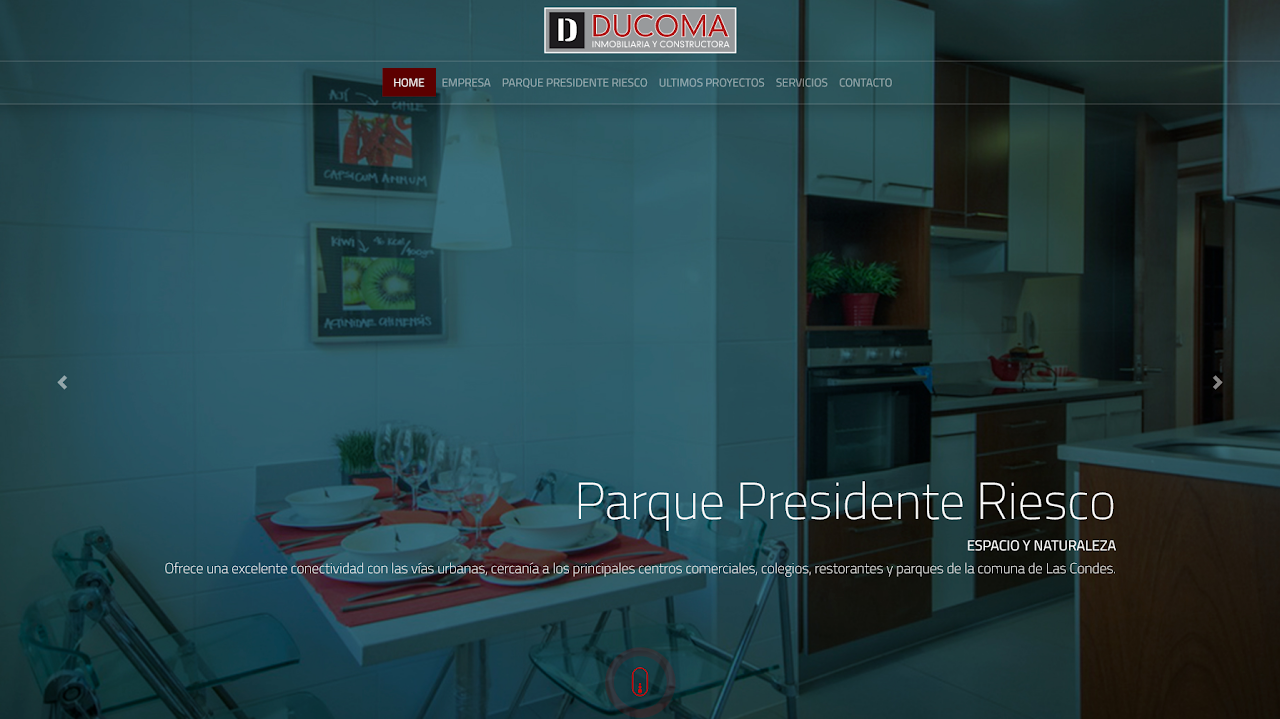 DUCOMA
INMOBILIARIA Y CONSTRUCTORA
HOME EMPRESA PARQUE PRESIDENTE RIESCO ULTIMOS PROYECTOS SERVICIOS CONTACTO
AJÍ CHILE
CAPSICUM ANNUM
KIWI
ACTINIDAE CHINENSIS
Parque Presidente Riesco
ESPACIO Y NATURALEZA
Ofrece una excelente conectividad con las vías urbanas, cercanía a los principales centros comerciales, colegios, restorantes y parques de la comuna de Las Condes.